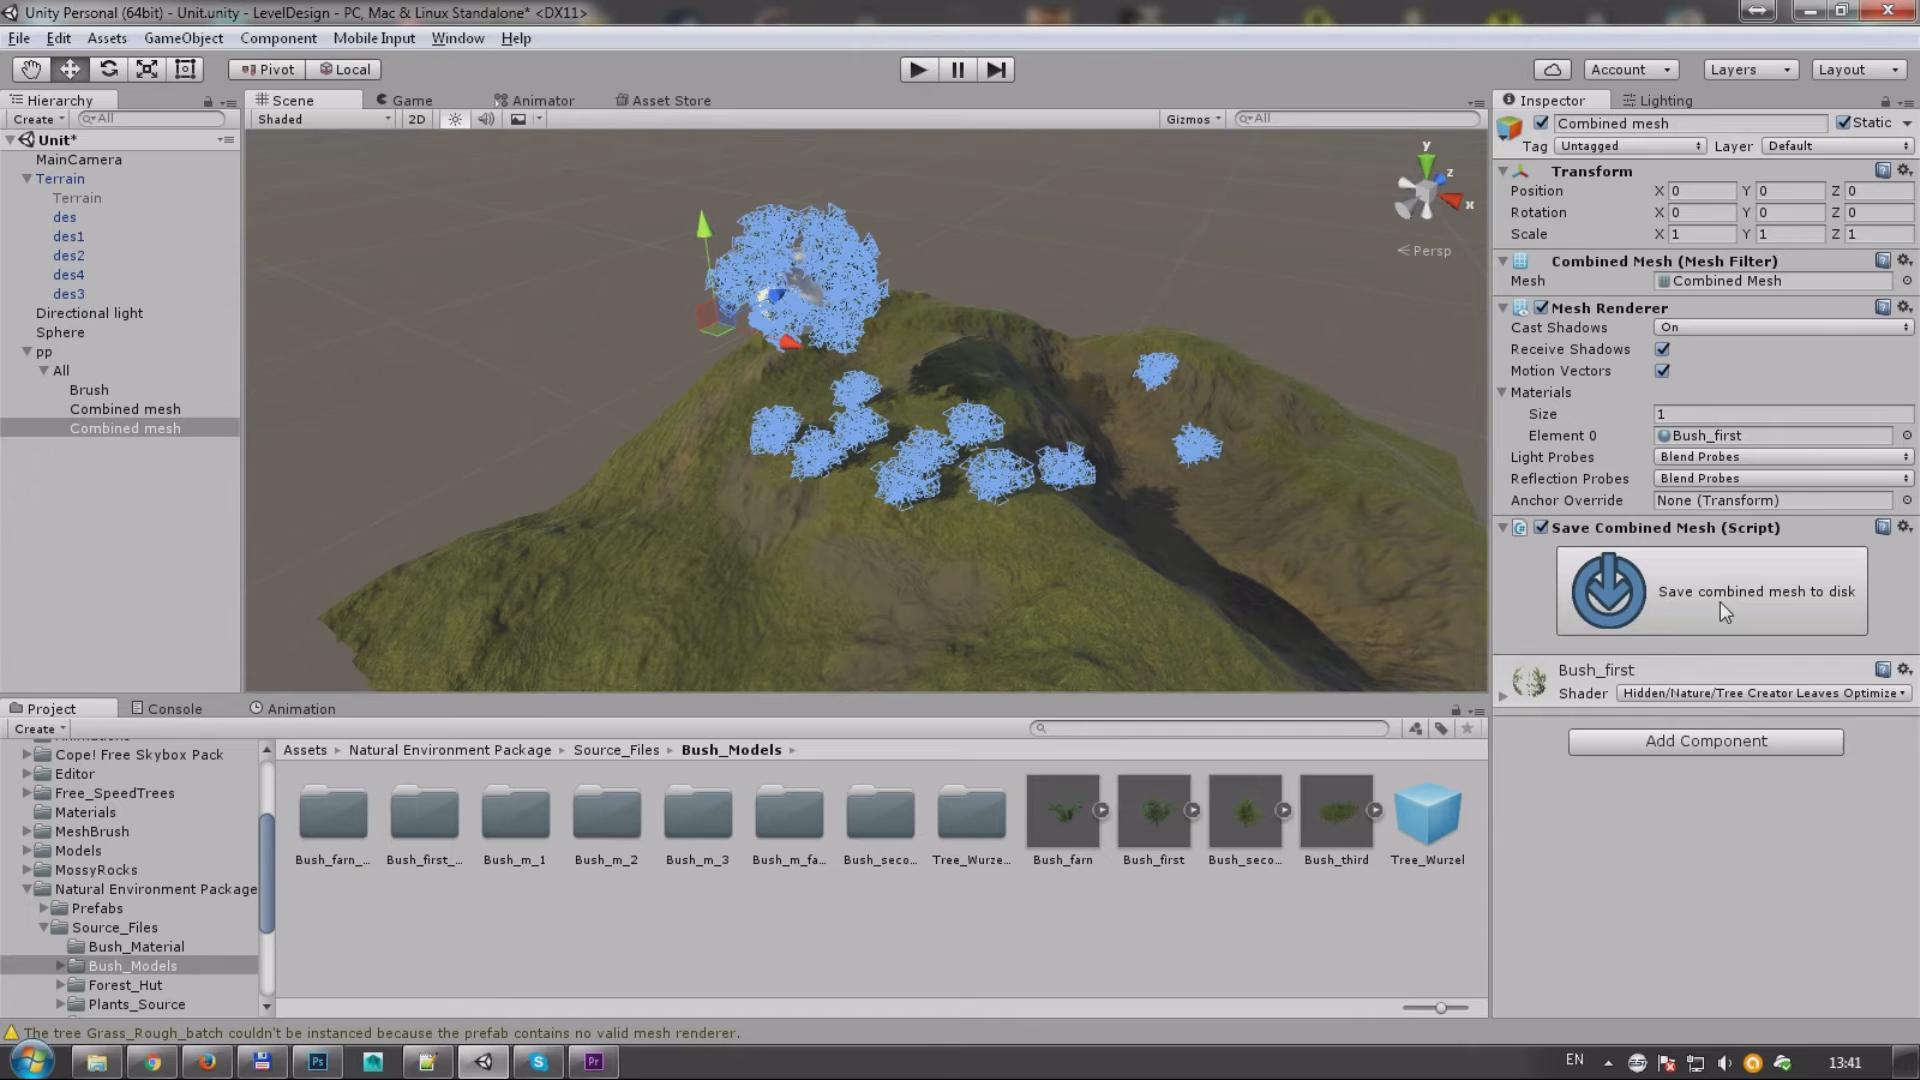 Unity Personal (64bit) - Unit.unity - LevelDesign - PC, Mac & Linux Standalone* <DX11>
File Edit Assets GameObject Component Mobile Input Window Help
Pivot Local Account Layers Layout
Hierarchy Scene Game Animator Asset Store Inspector Lighting
Create All Shaded 2D Gizmos All
Combined mesh Static
Tag Untagged Layer Default
Unit*
MainCamera
Terrain
Terrain
des
des1
des2
des4
des3
Directional light
Sphere
pp
All
Brush
Combined mesh
Combined mesh
y
z
x
Persp
Transform
Position X 0 Y 0 Z 0
Rotation X 0 Y 0 Z 0
Scale X 1 Y 1 Z 1
Combined Mesh (Mesh Filter)
Mesh Combined Mesh
Mesh Renderer
Cast Shadows On
Receive Shadows
Motion Vectors
Materials
Size 1
Element 0 Bush_first
Light Probes Blend Probes
Reflection Probes Blend Probes
Anchor Override None (Transform)
Save Combined Mesh (Script)
Save combined mesh to disk
Bush_first
Shader Hidden/Nature/Tree Creator Leaves Optimize
Add Component
Project Console Animation
Create
Cope! Free Skybox Pack
Editor
Free_SpeedTrees
Materials
MeshBrush
Models
MossyRocks
Natural Environment Package
Prefabs
Source_Files
Bush_Material
Bush_Models
Forest_Hut
Plants_Source
Assets Natural Environment Package Source_Files Bush_Models
Bush_farn_... Bush_first_... Bush_m_1 Bush_m_2 Bush_m_3 Bush_m_fa... Bush_seco... Tree_Wurze... Bush_farn Bush_first Bush_seco... Bush_third Tree_Wurzel
The tree Grass_Rough_batch couldn't be instanced because the prefab contains no valid mesh renderer.
Ps Pr EN 13:41